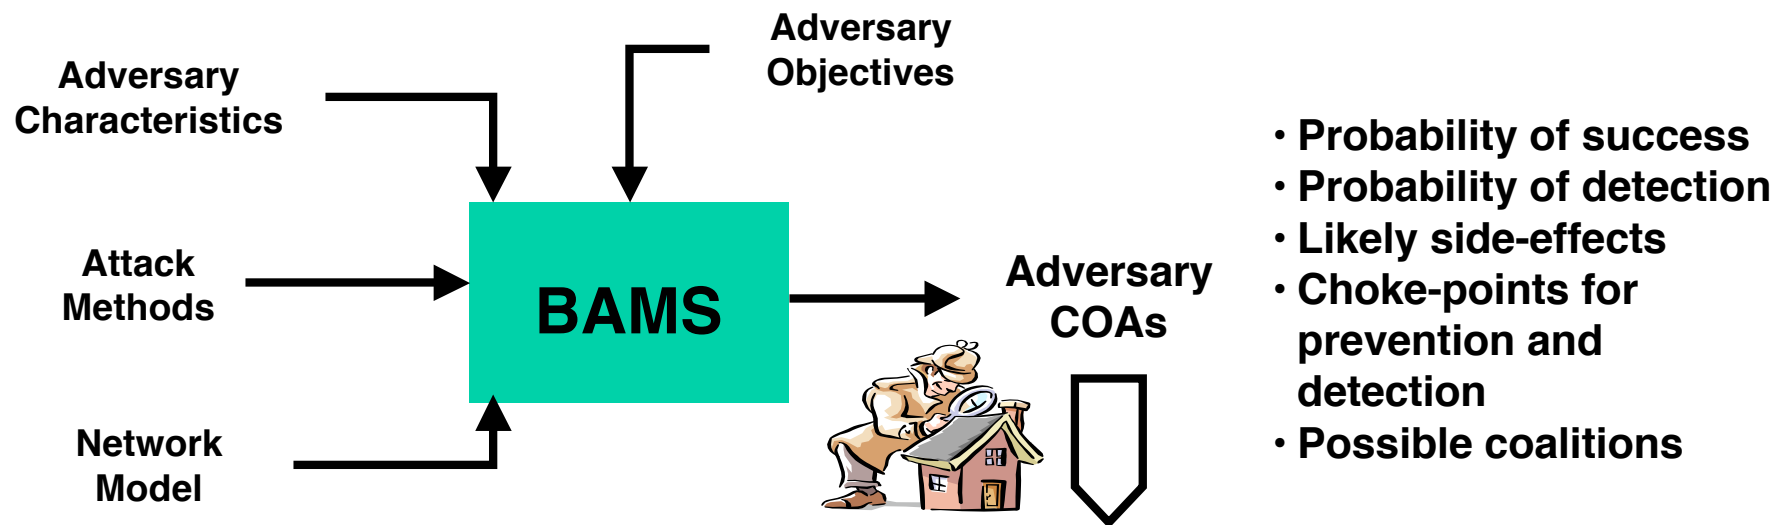 Adversary
Objectives
Adversary
Characteristics
Attack
Methods
Network
Model
BAMS
Adversary
COAs
• Probability of success
• Probability of detection
• Likely side-effects
• Choke-points for
prevention and
detection
• Possible coalitions